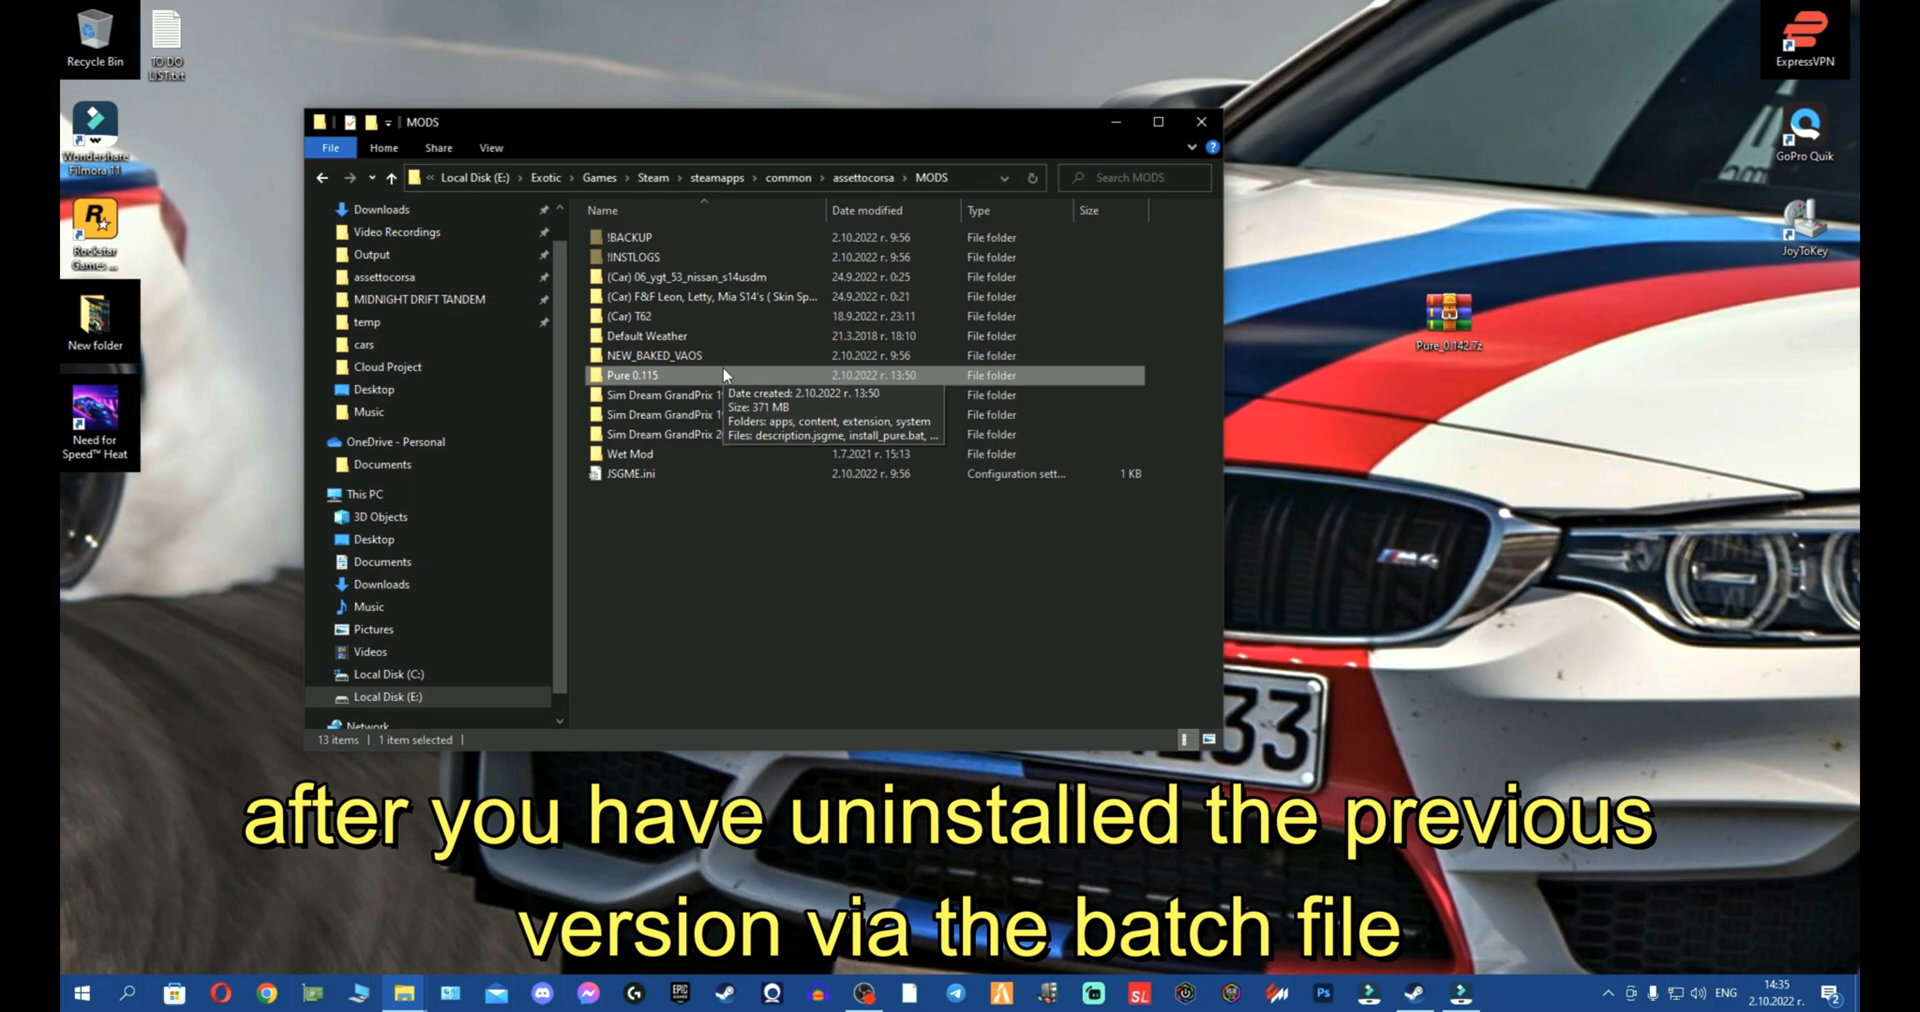 Recycle Bin
TO DO
LIST.txt
ExpressVPN
Wondershare
Filmora 11
GoPro Quik
Rockstar
Games ...
JoyToKey
New folder
Pure_0.142.7z
Need for
Speed™ Heat
MODS
File Home Share View
« Local Disk (E:) › Exotic › Games › Steam › steamapps › common › assettocorsa › MODS
Search MODS
Downloads
Video Recordings
Output
assettocorsa
MIDNIGHT DRIFT TANDEM
temp
cars
Cloud Project
Desktop
Music
OneDrive - Personal
Documents
This PC
3D Objects
Desktop
Documents
Downloads
Music
Pictures
Videos
Local Disk (C:)
Local Disk (E:)
Network
Name Date modified Type Size
!BACKUP 2.10.2022 г. 9:56 File folder
!INSTLOGS 2.10.2022 г. 9:56 File folder
(Car) 06_ygt_53_nissan_s14usdm 24.9.2022 г. 0:25 File folder
(Car) F&F Leon, Letty, Mia S14's ( Skin Sp... 24.9.2022 г. 0:21 File folder
(Car) T62 18.9.2022 г. 23:11 File folder
Default Weather 21.3.2018 г. 18:10 File folder
NEW_BAKED_VAOS 2.10.2022 г. 9:56 File folder
Pure 0.115 2.10.2022 г. 13:50 File folder
Sim Dream GrandPrix 1 File folder
Sim Dream GrandPrix 1 File folder
Sim Dream GrandPrix 2 File folder
Date created: 2.10.2022 г. 13:50
Size: 371 MB
Folders: apps, content, extension, system
Files: description.jsgme, install_pure.bat, ...
Wet Mod 1.7.2021 г. 15:13 File folder
JSGME.ini 2.10.2022 г. 9:56 Configuration sett... 1 KB
13 items | 1 item selected |
M4
33
after you have uninstalled the previous
version via the batch file
EPIC
GAMES
SL
Ps
ENG
14:35
2.10.2022 г.
2